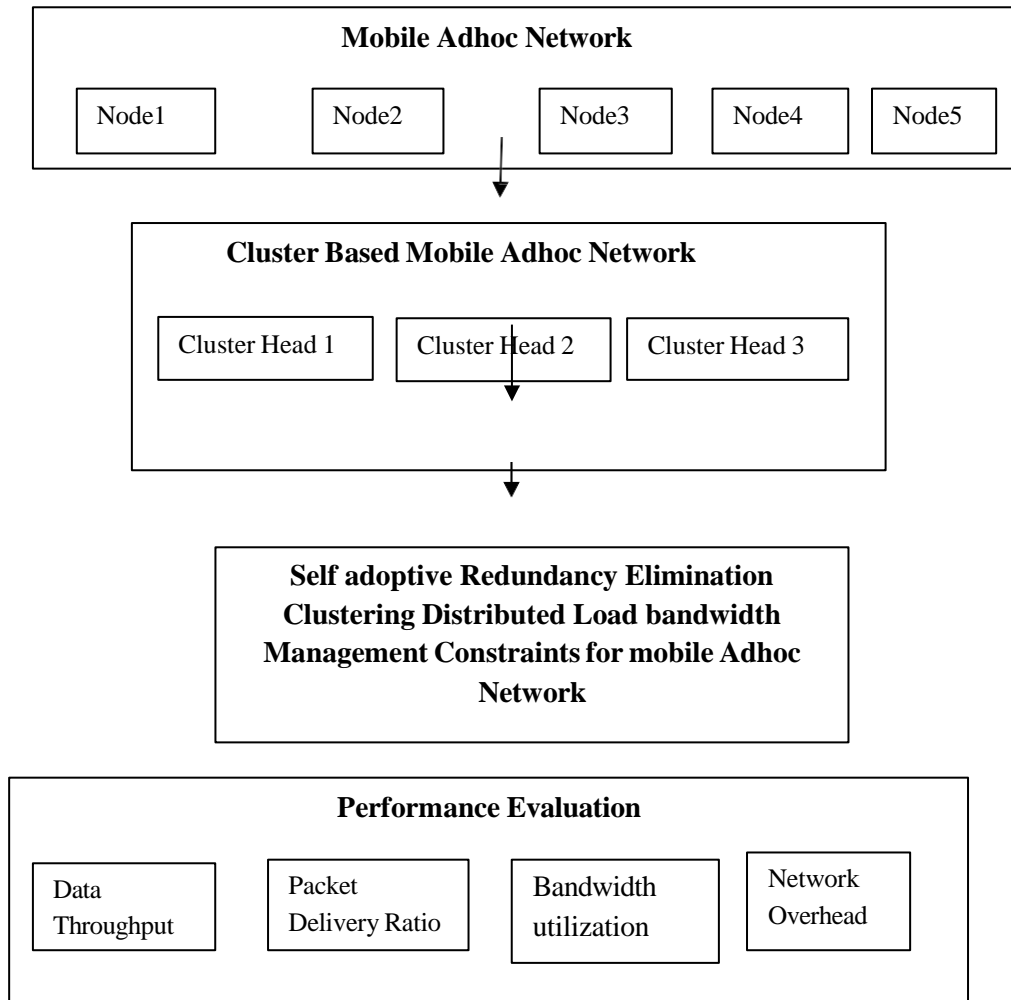 Mobile Adhoc Network
Node1
Node2
Node3
Node4
Node5
Cluster Based Mobile Adhoc Network
Cluster Head 1
Cluster Head 2
Cluster Head 3
Self adoptive Redundancy Elimination
Clustering Distributed Load bandwidth
Management Constraints for mobile Adhoc
Network
Performance Evaluation
Data
Throughput
Packet
Delivery Ratio
Bandwidth
utilization
Network
Overhead